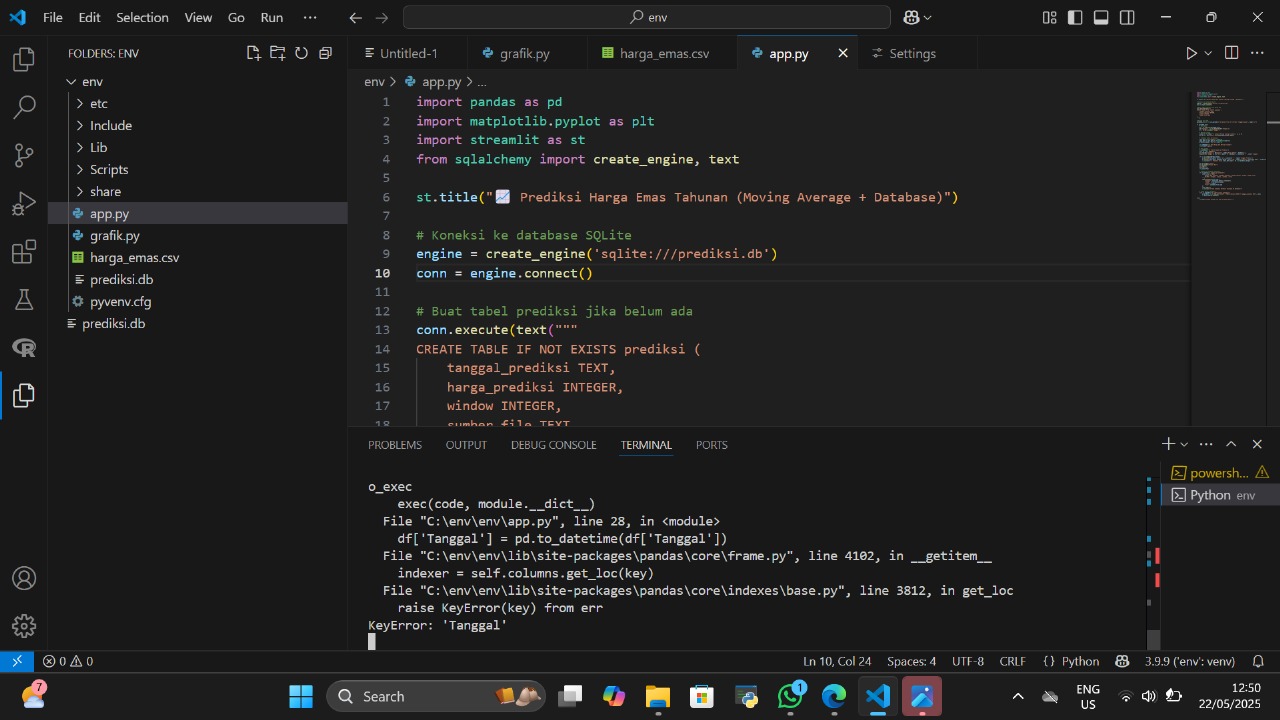 File Edit Selection View Go Run ··· env
FOLDERS: ENV
env
etc
Include
Lib
Scripts
share
app.py
grafik.py
harga_emas.csv
prediksi.db
pyvenv.cfg
prediksi.db
Untitled-1 grafik.py harga_emas.csv app.py Settings
env > app.py > ...
1 import pandas as pd
2 import matplotlib.pyplot as plt
3 import streamlit as st
4 from sqlalchemy import create_engine, text
5
6 st.title("📈 Prediksi Harga Emas Tahunan (Moving Average + Database)")
7
8 # Koneksi ke database SQLite
9 engine = create_engine('sqlite:///prediksi.db')
10 conn = engine.connect()
11
12 # Buat tabel prediksi jika belum ada
13 conn.execute(text("""
14 CREATE TABLE IF NOT EXISTS prediksi (
15 tanggal_prediksi TEXT,
16 harga_prediksi INTEGER,
17 window INTEGER,
18 sumber_file TEXT
PROBLEMS OUTPUT DEBUG CONSOLE TERMINAL PORTS
o_exec
exec(code, module.__dict__)
File "C:\env\env\app.py", line 28, in <module>
df['Tanggal'] = pd.to_datetime(df['Tanggal'])
File "C:\env\env\lib\site-packages\pandas\core\frame.py", line 4102, in __getitem__
indexer = self.columns.get_loc(key)
File "C:\env\env\lib\site-packages\pandas\core\indexes\base.py", line 3812, in get_loc
raise KeyError(key) from err
KeyError: 'Tanggal'
powersh...
Python env
0 0 Ln 10, Col 24 Spaces: 4 UTF-8 CRLF {} Python 3.9.9 ('env': venv)
7 Search 1 ENG US 12:50 22/05/2025